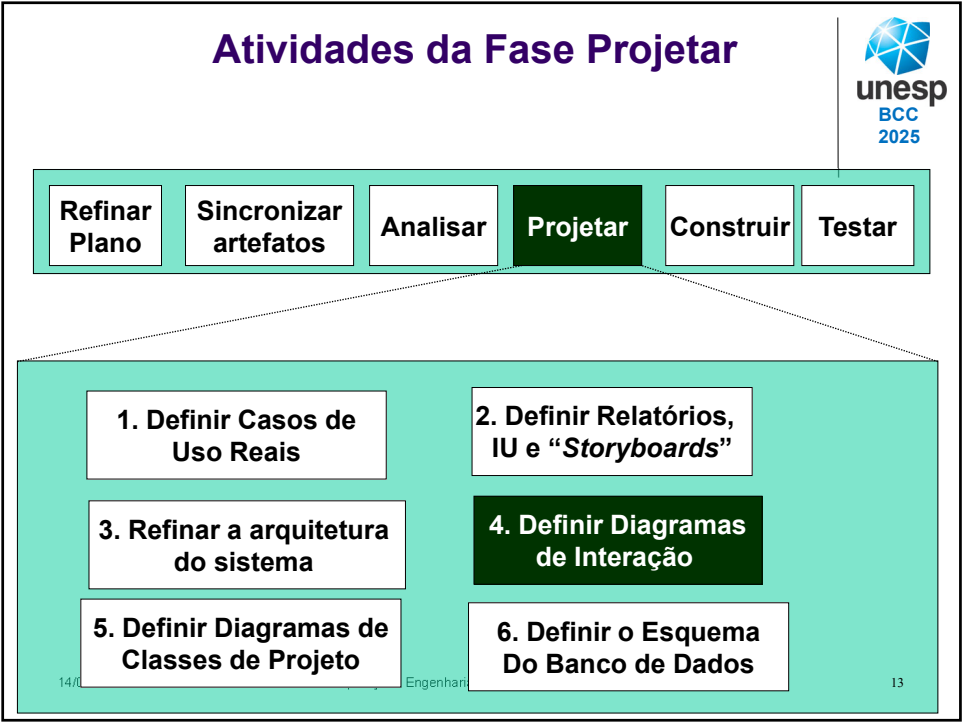 Atividades da Fase Projetar
unesp
BCC
2025
Refinar
Plano
Sincronizar
artefatos
Analisar
Projetar
Construir
Testar
1. Definir Casos de
Uso Reais
2. Definir Relatórios,
IU e “Storyboards”
3. Refinar a arquitetura
do sistema
4. Definir Diagramas
de Interação
5. Definir Diagramas de
Classes de Projeto
6. Definir o Esquema
Do Banco de Dados
13